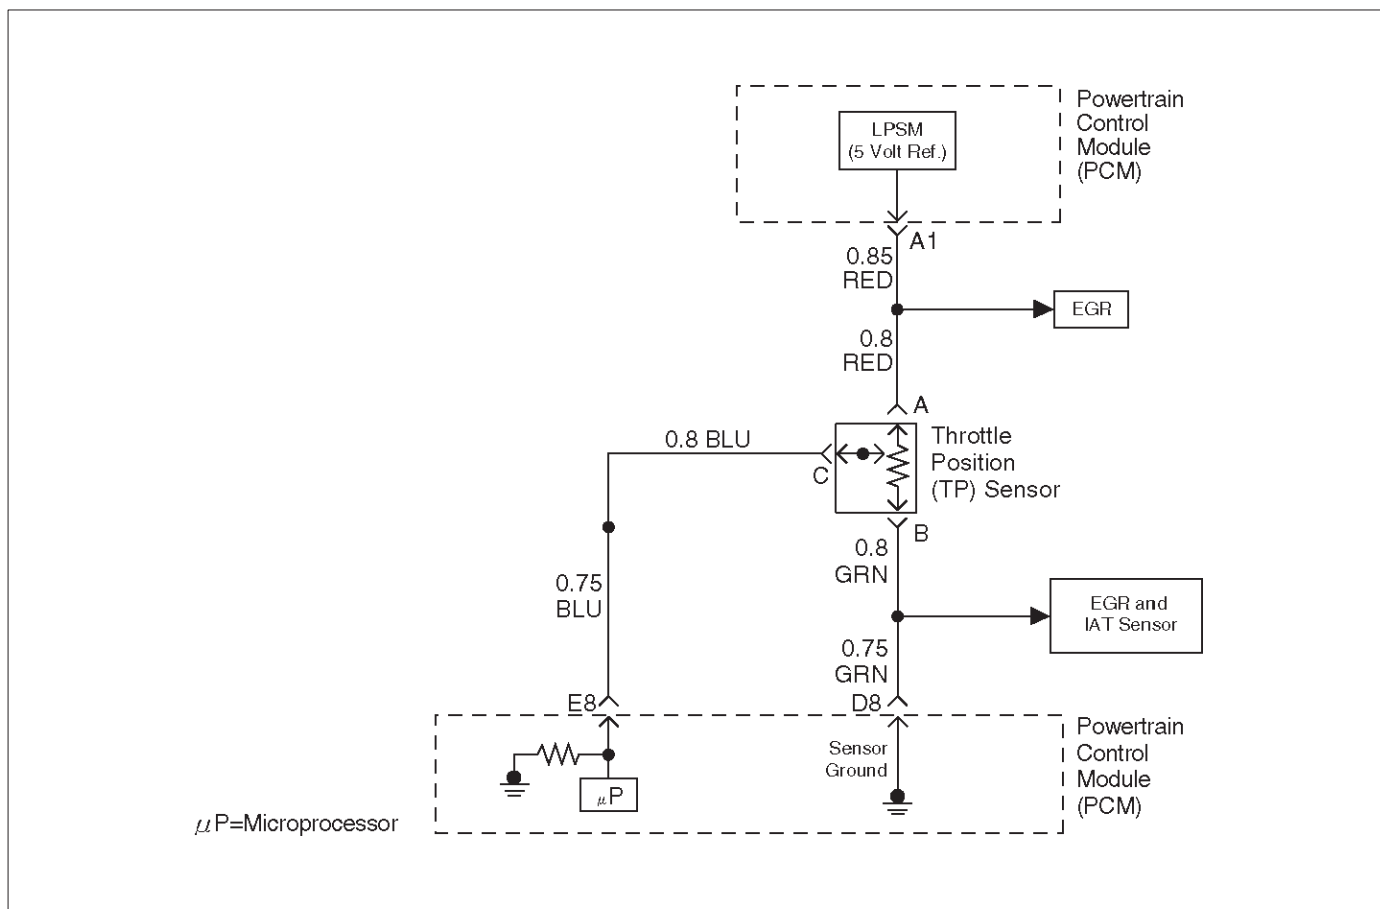 LPSM
(5 Volt Ref.)
Powertrain
Control
Module
(PCM)
A1
0.85
RED
EGR
0.8
RED
A
0.8 BLU
C
Throttle
Position
(TP) Sensor
B
0.8
GRN
0.75
BLU
EGR and
IAT Sensor
0.75
GRN
E8
D8
Sensor
Ground
Powertrain
Control
Module
(PCM)
μP
μP=Microprocessor